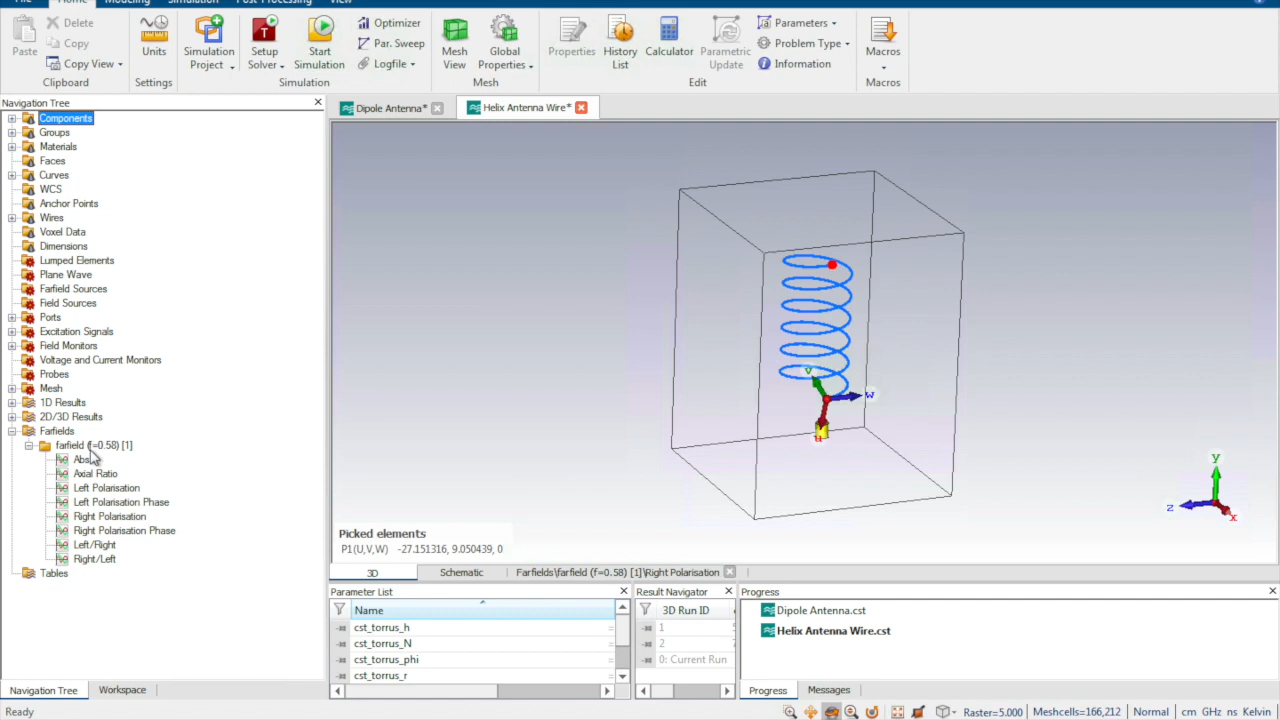 File Home Modeling Simulation Post-Processing View
Paste
Delete
Copy
Copy View
Clipboard
Units
Settings
Simulation Project
Setup Solver
Start Simulation
Optimizer
Par. Sweep
Logfile
Simulation
Mesh View
Global Properties
Mesh
Properties
History List
Calculator
Parametric Update
Parameters
Problem Type
Information
Edit
Macros
Macros
Navigation Tree
Components
Groups
Materials
Faces
Curves
WCS
Anchor Points
Wires
Voxel Data
Dimensions
Lumped Elements
Plane Wave
Farfield Sources
Field Sources
Ports
Excitation Signals
Field Monitors
Voltage and Current Monitors
Probes
Mesh
1D Results
2D/3D Results
Farfields
farfield (f=0.58) [1]
Abs
Axial Ratio
Left Polarisation
Left Polarisation Phase
Right Polarisation
Right Polarisation Phase
Left/Right
Right/Left
Tables
Navigation Tree Workspace
Dipole Antenna* Helix Antenna Wire*
v
w
u
y
z
x
Picked elements
P1(U,V,W) -27.151316, 9.050439, 0
3D Schematic Farfields\farfield (f=0.58) [1]\Right Polarisation
Parameter List
Name
cst_torrus_h =
cst_torrus_N =
cst_torrus_phi =
cst_torrus_r =
Result Navigator
3D Run ID
1
2
0: Current Run
Progress
Dipole Antenna.cst
Helix Antenna Wire.cst
Progress Messages
Ready
Raster=5.000 Meshcells=166,212 Normal cm GHz ns Kelvin